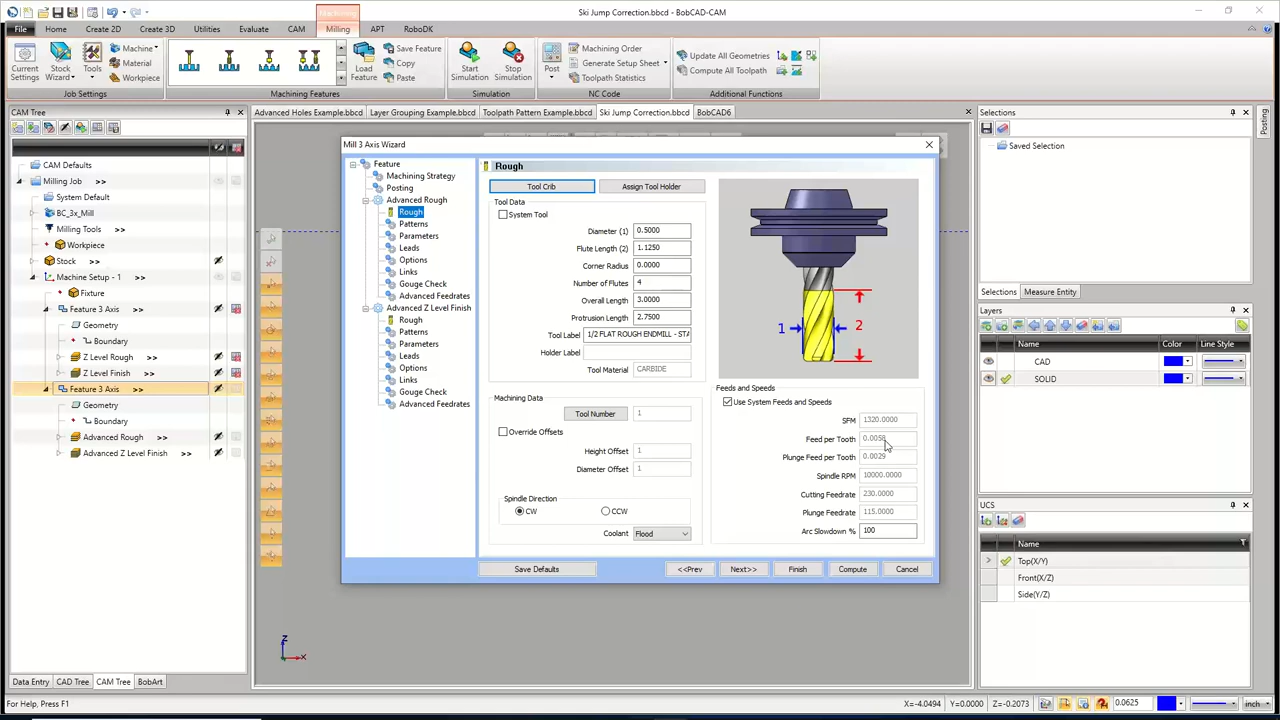 Ski Jump Correction.bbcd - BobCAD-CAM
Machining
File Home Create 2D Create 3D Utilities Evaluate CAM Milling APT RoboDK
Current Settings
Stock Wizard
Tools
Machine
Material
Workpiece
Job Settings
Load Feature
Save Feature
Copy
Paste
Machining Features
Start Simulation
Stop Simulation
Simulation
Post
Machining Order
Generate Setup Sheet
Toolpath Statistics
NC Code
Update All Geometries
Compute All Toolpath
Additional Functions
CAM Tree
CAM Defaults
Milling Job >>
System Default
BC_3x_Mill
Milling Tools >>
Workpiece
Stock >>
Machine Setup - 1 >>
Fixture
Feature 3 Axis >>
Geometry
Boundary
Z Level Rough >>
Z Level Finish >>
Feature 3 Axis >>
Geometry
Boundary
Advanced Rough >>
Advanced Z Level Finish >>
Data Entry CAD Tree CAM Tree BobArt
Advanced Holes Example.bbcd Layer Grouping Example.bbcd Toolpath Pattern Example.bbcd Ski Jump Correction.bbcd BobCAD6
Mill 3 Axis Wizard
Feature
Machining Strategy
Posting
Advanced Rough
Rough
Patterns
Parameters
Leads
Options
Links
Gouge Check
Advanced Feedrates
Advanced Z Level Finish
Rough
Patterns
Parameters
Leads
Options
Links
Gouge Check
Advanced Feedrates
Rough
Tool Crib Assign Tool Holder
Tool Data
System Tool
Diameter (1) 0.5000
Flute Length (2) 1.1250
Corner Radius 0.0000
Number of Flutes 4
Overall Length 3.0000
Protrusion Length 2.7500
Tool Label 1/2 FLAT ROUGH ENDMILL - STA
Holder Label
Tool Material CARBIDE
Machining Data
Tool Number 1
Override Offsets
Height Offset 1
Diameter Offset 1
Spindle Direction
CW CCW
Coolant Flood
1 2
Feeds and Speeds
Use System Feeds and Speeds
SFM 1320.0000
Feed per Tooth 0.0058
Plunge Feed per Tooth 0.0029
Spindle RPM 10000.0000
Cutting Feedrate 230.0000
Plunge Feedrate 115.0000
Arc Slowdown % 100
Save Defaults <<Prev Next>> Finish Compute Cancel
Z
X
Selections
Saved Selection
Selections Measure Entity
Posting
Layers
Name Color Line Style
CAD
SOLID
UCS
Name
Top(X/Y)
Front(X/Z)
Side(Y/Z)
For Help, Press F1
X=-4.0494 Y=0.0000 Z=-0.2073 0.0625 inch